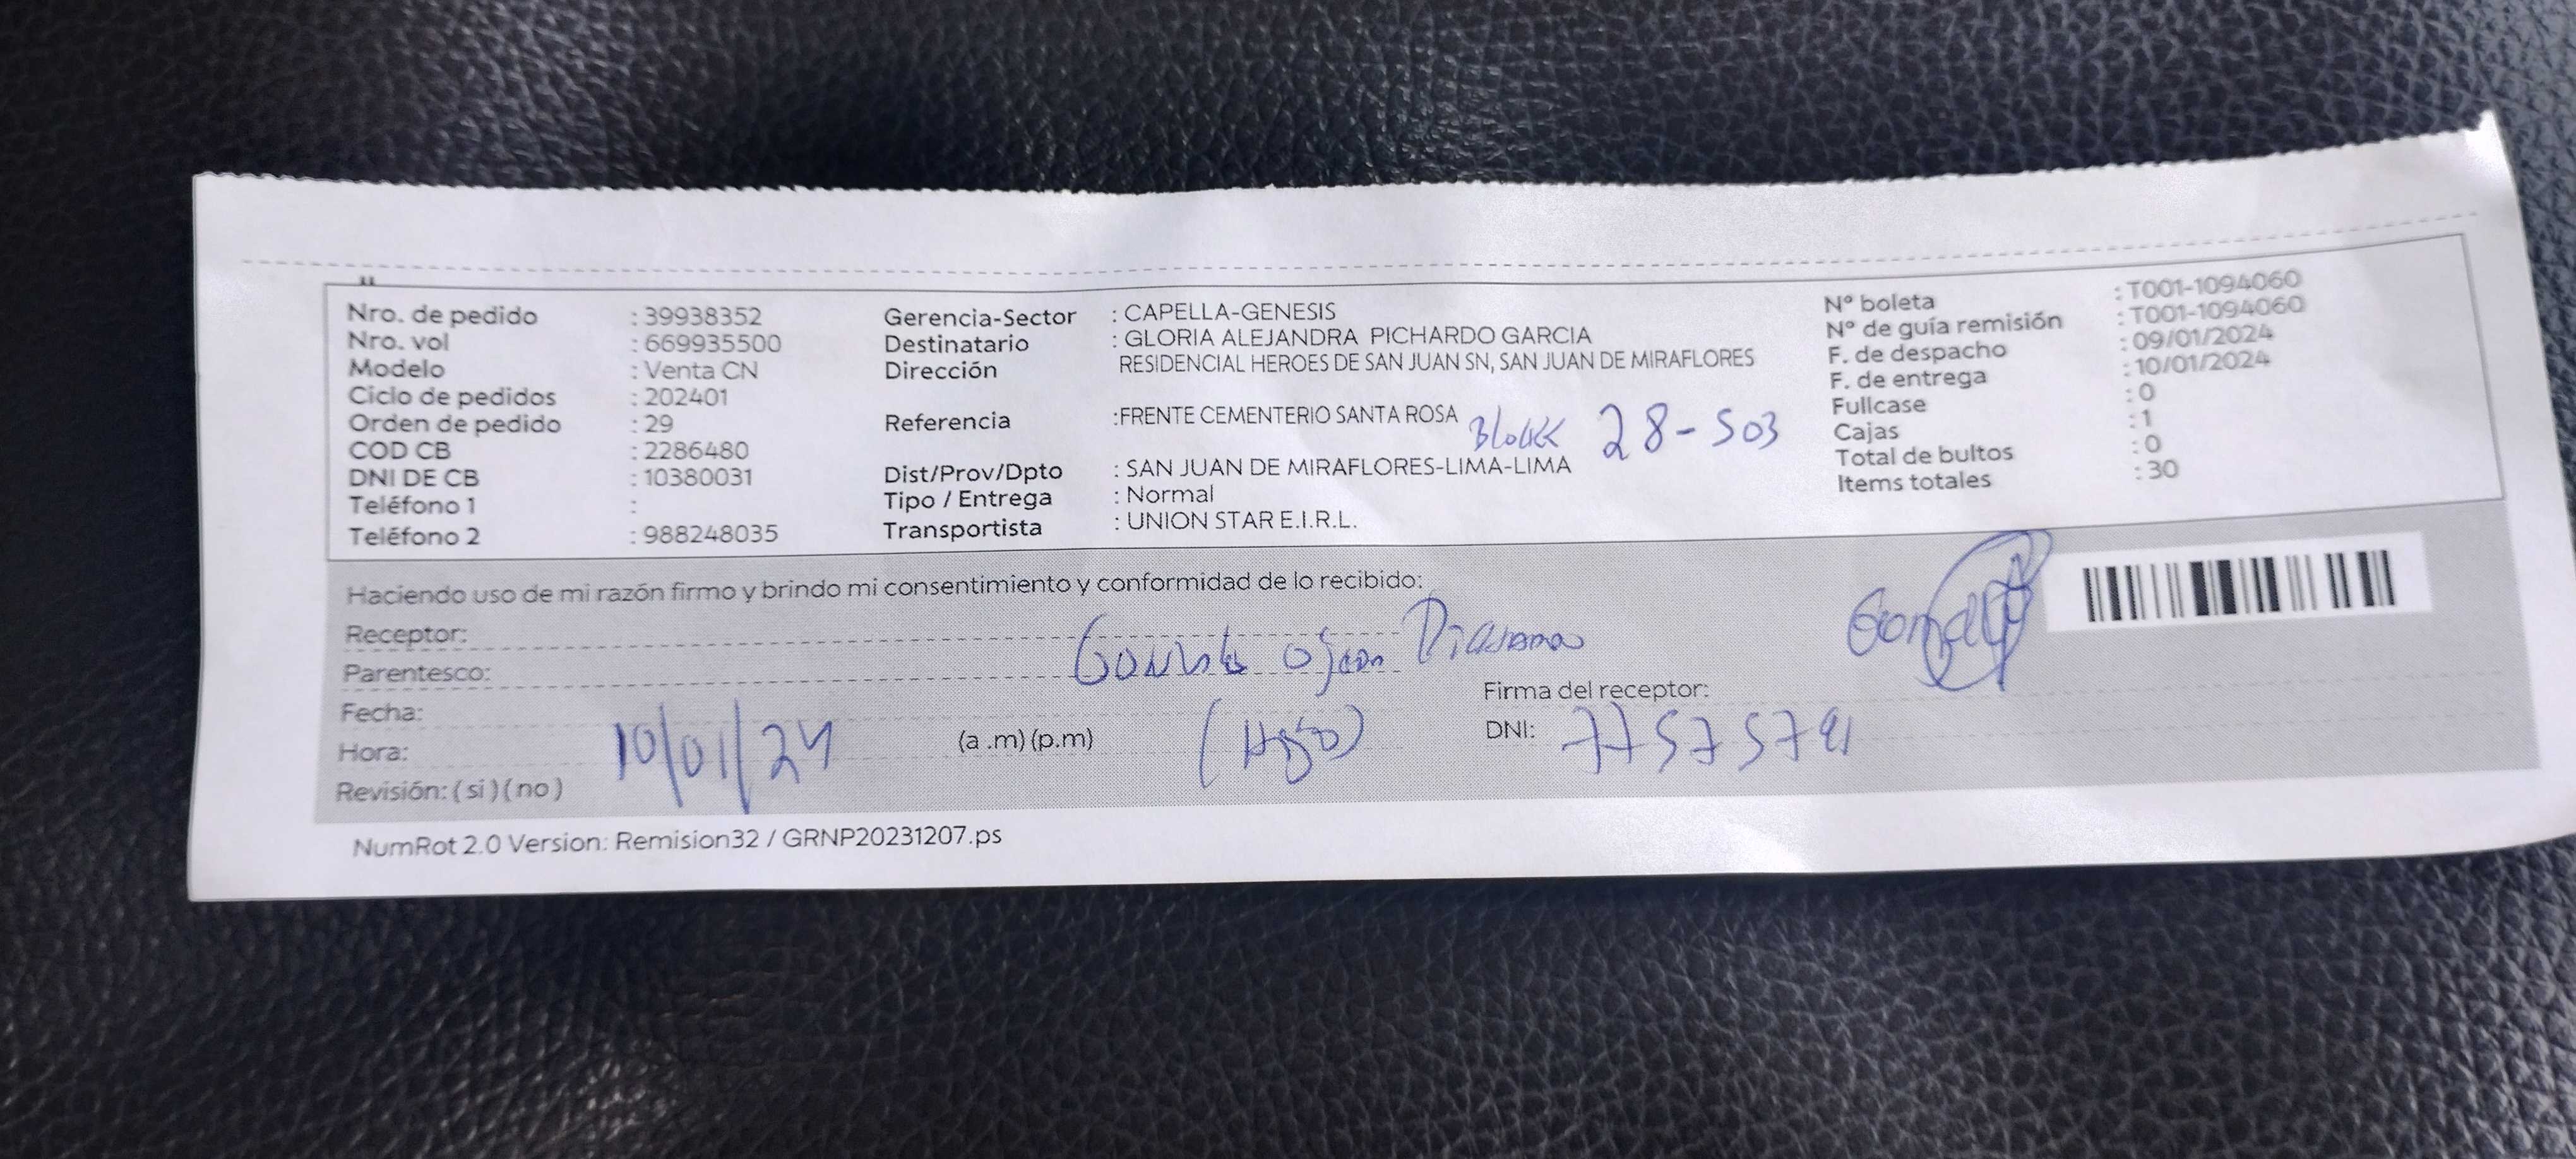 Nro. de pedido : 39938352
Nro. vol : 669935500
Modelo : Venta CN
Ciclo de pedidos : 202401
Orden de pedido : 29
COD CB : 2286480
DNI DE CB : 10380031
Teléfono 1 :
Teléfono 2 : 988248035
Gerencia-Sector : CAPELLA-GENESIS
Destinatario : GLORIA ALEJANDRA PICHARDO GARCIA
Dirección RESIDENCIAL HEROES DE SAN JUAN SN, SAN JUAN DE MIRAFLORES
Referencia :FRENTE CEMENTERIO SANTA ROSA Block 28-503
Dist/Prov/Dpto : SAN JUAN DE MIRAFLORES-LIMA-LIMA
Tipo / Entrega : Normal
Transportista : UNION STAR E.I.R.L.
Nº boleta : T001-1094060
Nº de guía remisión : T001-1094060
F. de despacho : 09/01/2024
F. de entrega : 10/01/2024
Fullcase : 0
Cajas : 1
Total de bultos : 0
Items totales : 30
Haciendo uso de mi razón firmo y brindo mi consentimiento y conformidad de lo recibido:
Receptor:
Parentesco:
Fecha: 10/01/24
Hora: (a .m) (p.m) (Hijo)
Revisión: ( si ) ( no )
Firma del receptor:
DNI: 77575791
NumRot 2.0 Version: Remision32 / GRNP20231207.ps